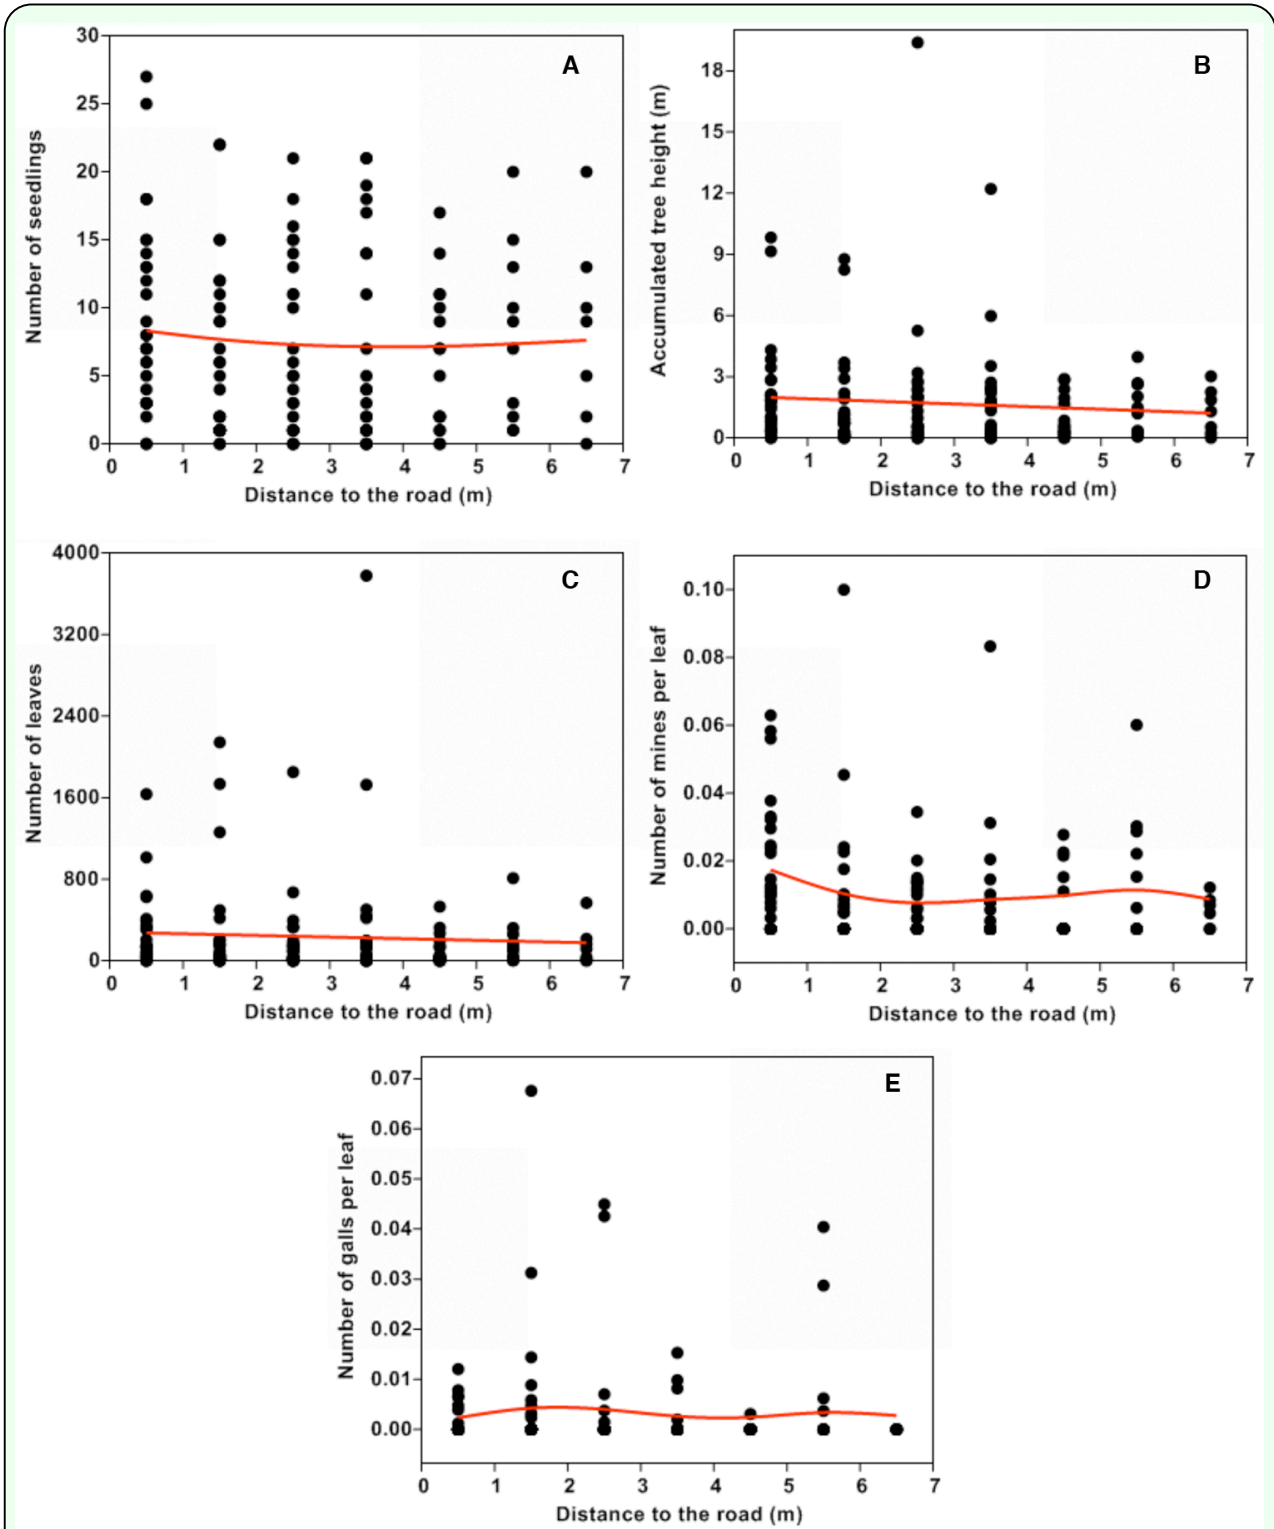 A
Number of seedlings
30
25
20
15
10
5
0
0 1 2 3 4 5 6 7
Distance to the road (m)
B
Accumulated tree height (m)
18
15
12
9
6
3
0
0 1 2 3 4 5 6 7
Distance to the road (m)
C
Number of leaves
4000
3200
2400
1600
800
0
0 1 2 3 4 5 6 7
Distance to the road (m)
D
Number of mines per leaf
0.10
0.08
0.06
0.04
0.02
0.00
0 1 2 3 4 5 6 7
Distance to the road (m)
E
Number of galls per leaf
0.07
0.06
0.05
0.04
0.03
0.02
0.01
0.00
0 1 2 3 4 5 6 7
Distance to the road (m)